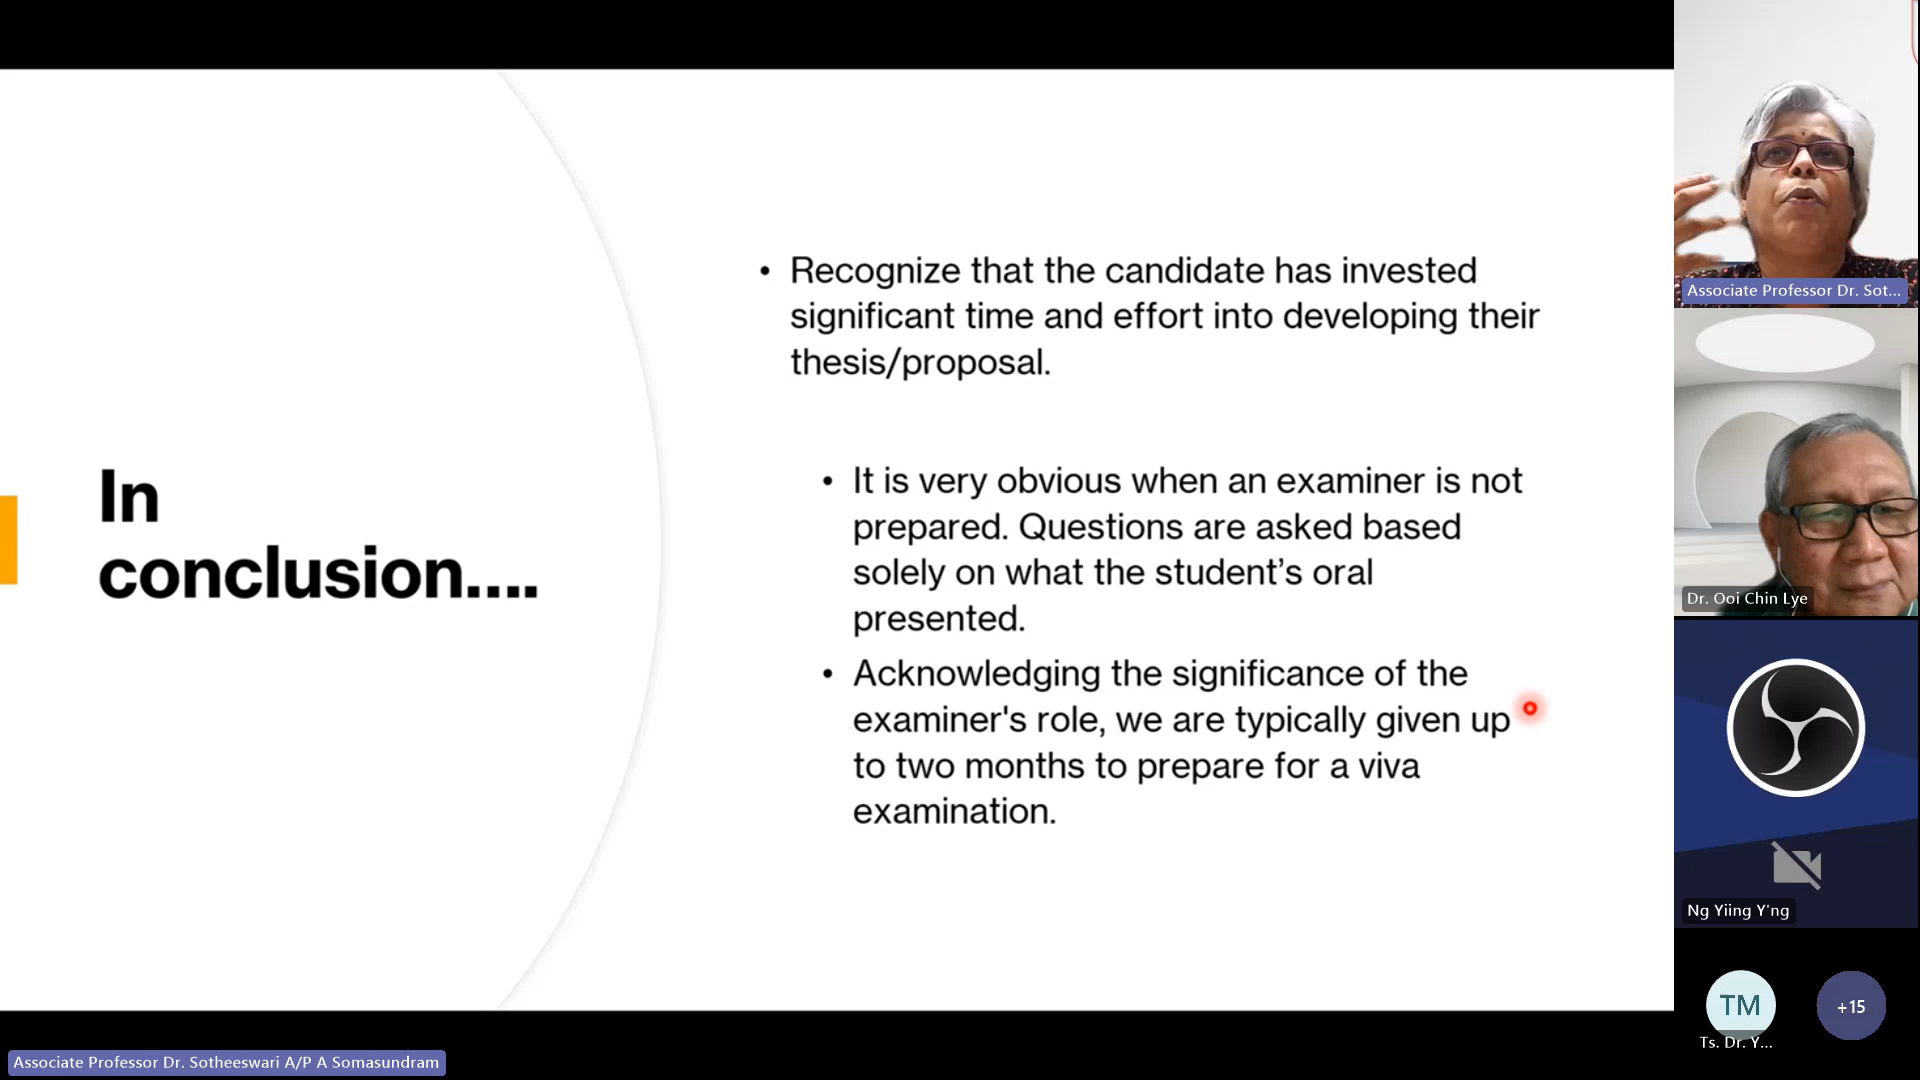 In
conclusion....
• Recognize that the candidate has invested
significant time and effort into developing their
thesis/proposal.
• It is very obvious when an examiner is not
prepared. Questions are asked based
solely on what the student’s oral
presented.
• Acknowledging the significance of the
examiner's role, we are typically given up
to two months to prepare for a viva
examination.
Associate Professor Dr. Sot...
Dr. Ooi Chin Lye
Ng Yiing Y'ng
TM
Ts. Dr. Y...
+15
Associate Professor Dr. Sotheeswari A/P A Somasundram